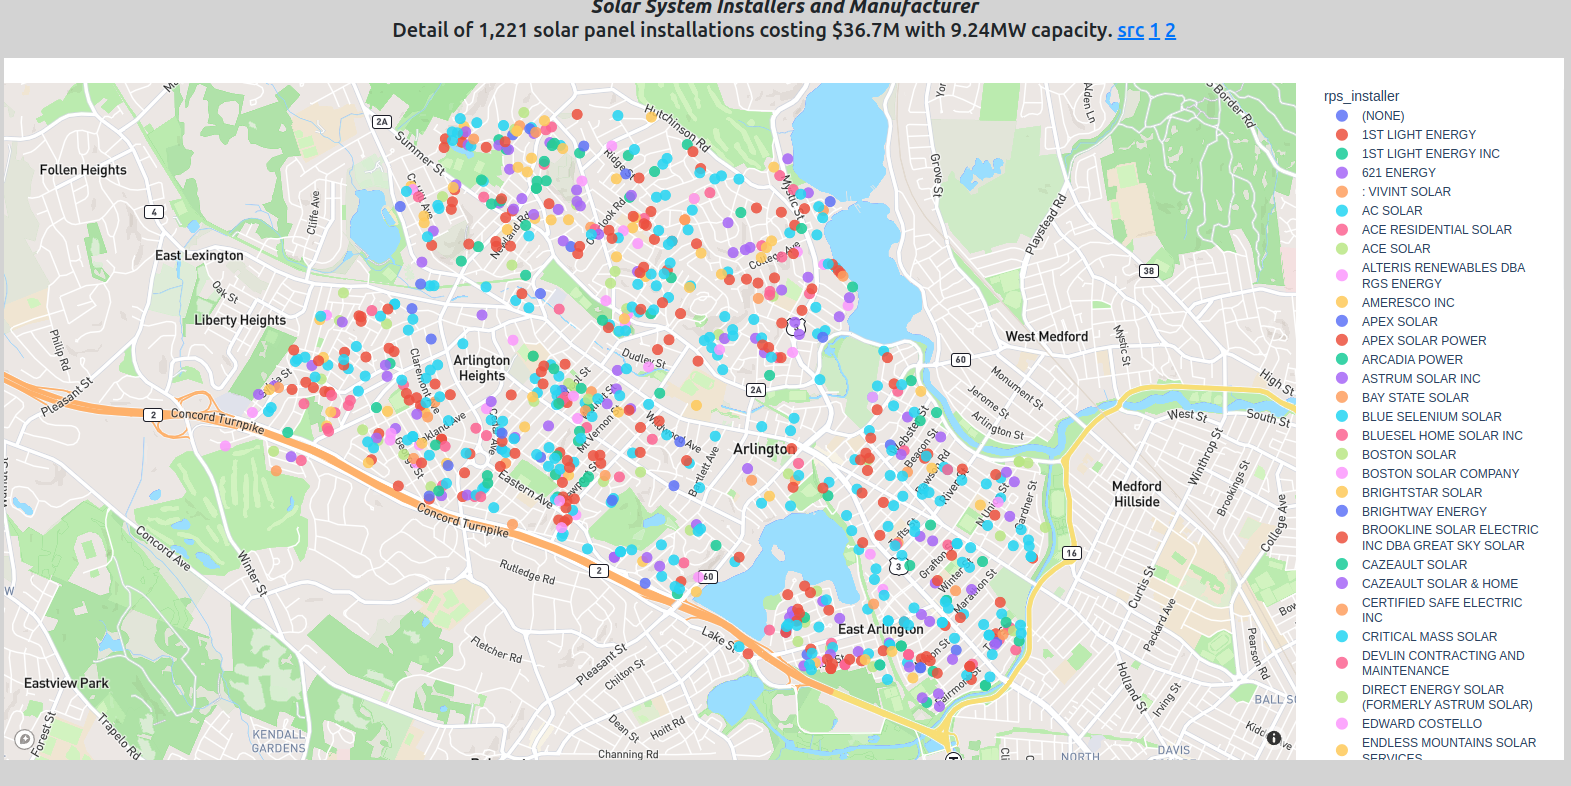 Solar System Installers and Manufacturer
Detail of 1,221 solar panel installations costing $36.7M with 9.24MW capacity. src 1 2
rps_installer
(NONE)
1ST LIGHT ENERGY
1ST LIGHT ENERGY INC
621 ENERGY
: VIVINT SOLAR
AC SOLAR
ACE RESIDENTIAL SOLAR
ACE SOLAR
ALTERIS RENEWABLES DBA
RGS ENERGY
AMERESCO INC
APEX SOLAR
APEX SOLAR POWER
ARCADIA POWER
ASTRUM SOLAR INC
BAY STATE SOLAR
BLUE SELENIUM SOLAR
BLUESEL HOME SOLAR INC
BOSTON SOLAR
BOSTON SOLAR COMPANY
BRIGHTSTAR SOLAR
BRIGHTWAY ENERGY
BROOKLINE SOLAR ELECTRIC
INC DBA GREAT SKY SOLAR
CAZEAULT SOLAR
CAZEAULT SOLAR & HOME
CERTIFIED SAFE ELECTRIC
INC
CRITICAL MASS SOLAR
DEVLIN CONTRACTING AND
MAINTENANCE
DIRECT ENERGY SOLAR
(FORMERLY ASTRUM SOLAR)
EDWARD COSTELLO
ENDLESS MOUNTAINS SOLAR
SERVICES
2A
Summer St
Hutchinson Rd
Border Rd
Alden Ln
Follen Heights
4
Cliffe Ave
Grove St
Mystic St
Playstead Rd
East Lexington
Newland Rd
College Ave
38
Oak St
Liberty Heights
Philip Rd
West Medford
Mystic St
60
Arlington
Heights
Dudley St
Claremont Ave
2A
Monument St
Jerome St
Arlington St
High St
Pleasant St
2
Concord Turnpike
West St
South St
Arlington
Mt Vernon St
Wildwood Ave
Bartlett Ave
Webster St
Beacon St
Winthrop St
Brookings St
Medford
Hillside
Eastern Ave
Gardner St
College Ave
Concord Turnpike
Concord Ave
Winter St
Rutledge Rd
2
60
3
16
Grafton
Winter St
Marathon St
Curtis St
Packard Ave
East Arlington
Lake St
Fletcher Rd
Pleasant St
Chilton St
Pearson Rd
Fairmont St
Holland St
Irving St
Eastview Park
Forest St
Trapelo Rd
KENDALL
GARDENS
Dean St
Hoitt Rd
Channing Rd
DAVIS
NORTH